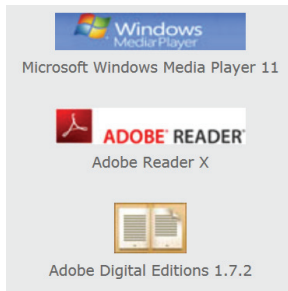 Windows
Media Player
Microsoft Windows Media Player 11
ADOBE® READER®
Adobe Reader X
Adobe Digital Editions 1.7.2